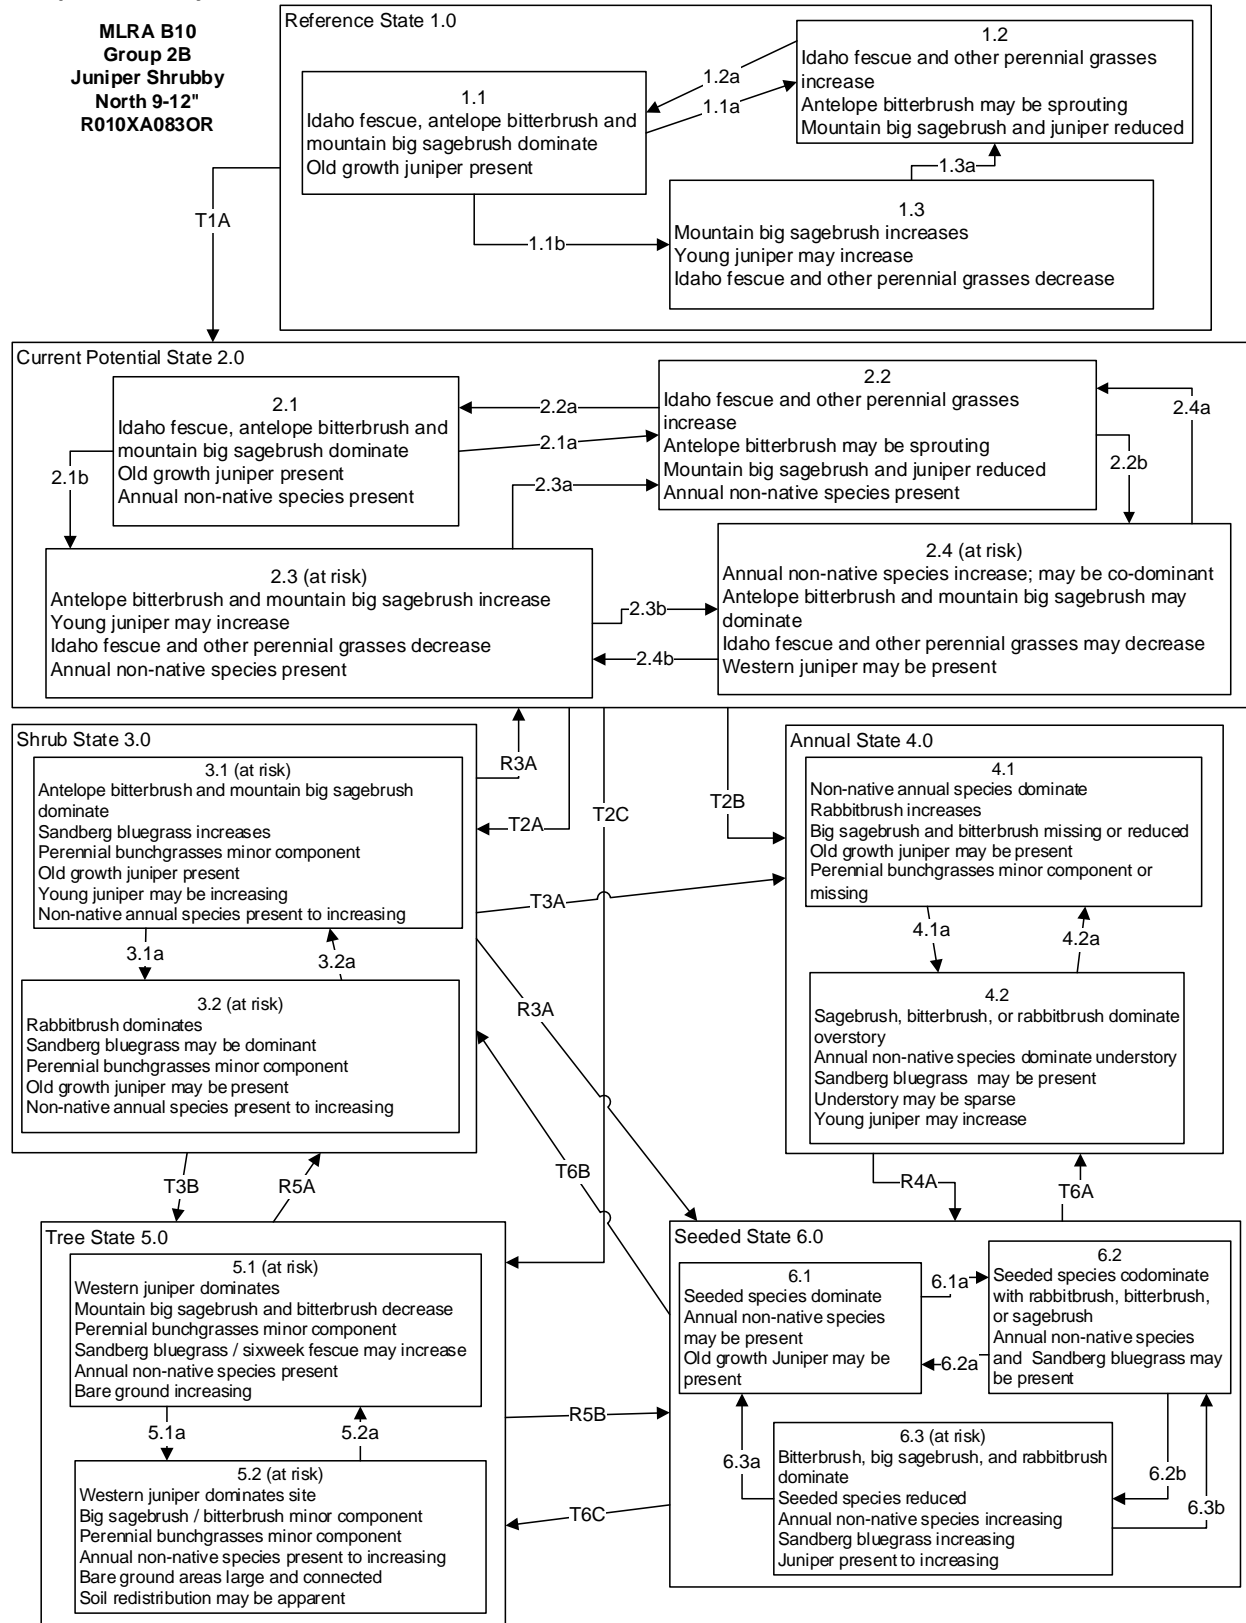 MLRA B10
Group 2B
Juniper Shrubby
North 9-12"
R010XA083OR
Reference State 1.0
1.1
Idaho fescue, antelope bitterbrush and
mountain big sagebrush dominate
Old growth juniper present
1.2a
1.1a
1.2
Idaho fescue and other perennial grasses
increase
Antelope bitterbrush may be sprouting
Mountain big sagebrush and juniper reduced
1.3a
1.1b
1.3
Mountain big sagebrush increases
Young juniper may increase
Idaho fescue and other perennial grasses decrease
T1A
Current Potential State 2.0
2.1
Idaho fescue, antelope bitterbrush and
mountain big sagebrush dominate
Old growth juniper present
Annual non-native species present
2.2a
2.1a
2.1b
2.3a
2.2
Idaho fescue and other perennial grasses
increase
Antelope bitterbrush may be sprouting
Mountain big sagebrush and juniper reduced
Annual non-native species present
2.4a
2.2b
2.3 (at risk)
Antelope bitterbrush and mountain big sagebrush increase
Young juniper may increase
Idaho fescue and other perennial grasses decrease
Annual non-native species present
2.3b
2.4b
2.4 (at risk)
Annual non-native species increase; may be co-dominant
Antelope bitterbrush and mountain big sagebrush may
dominate
Idaho fescue and other perennial grasses may decrease
Western juniper may be present
Shrub State 3.0
3.1 (at risk)
Antelope bitterbrush and mountain big sagebrush
dominate
Sandberg bluegrass increases
Perennial bunchgrasses minor component
Old growth juniper present
Young juniper may be increasing
Non-native annual species present to increasing
3.1a
3.2a
3.2 (at risk)
Rabbitbrush dominates
Sandberg bluegrass may be dominant
Perennial bunchgrasses minor component
Old growth juniper may be present
Non-native annual species present to increasing
R3A
T2A
T2C
T2B
T3A
R3A
T6B
Annual State 4.0
4.1
Non-native annual species dominate
Rabbitbrush increases
Big sagebrush and bitterbrush missing or reduced
Old growth juniper may be present
Perennial bunchgrasses minor component or
missing
4.1a
4.2a
4.2
Sagebrush, bitterbrush, or rabbitbrush dominate
overstory
Annual non-native species dominate understory
Sandberg bluegrass may be present
Understory may be sparse
Young juniper may increase
T3B
R5A
R4A
T6A
Tree State 5.0
5.1 (at risk)
Western juniper dominates
Mountain big sagebrush and bitterbrush decrease
Perennial bunchgrasses minor component
Sandberg bluegrass / sixweek fescue may increase
Annual non-native species present
Bare ground increasing
5.1a
5.2a
5.2 (at risk)
Western juniper dominates site
Big sagebrush / bitterbrush minor component
Perennial bunchgrasses minor component
Annual non-native species present to increasing
Bare ground areas large and connected
Soil redistribution may be apparent
R5B
T6C
Seeded State 6.0
6.1
Seeded species dominate
Annual non-native species
may be present
Old growth Juniper may be
present
6.1a
6.2a
6.2
Seeded species codominate
with rabbitbrush, bitterbrush,
or sagebrush
Annual non-native species
and Sandberg bluegrass may
be present
6.3a
6.2b
6.3b
6.3 (at risk)
Bitterbrush, big sagebrush, and rabbitbrush
dominate
Seeded species reduced
Annual non-native species increasing
Sandberg bluegrass increasing
Juniper present to increasing